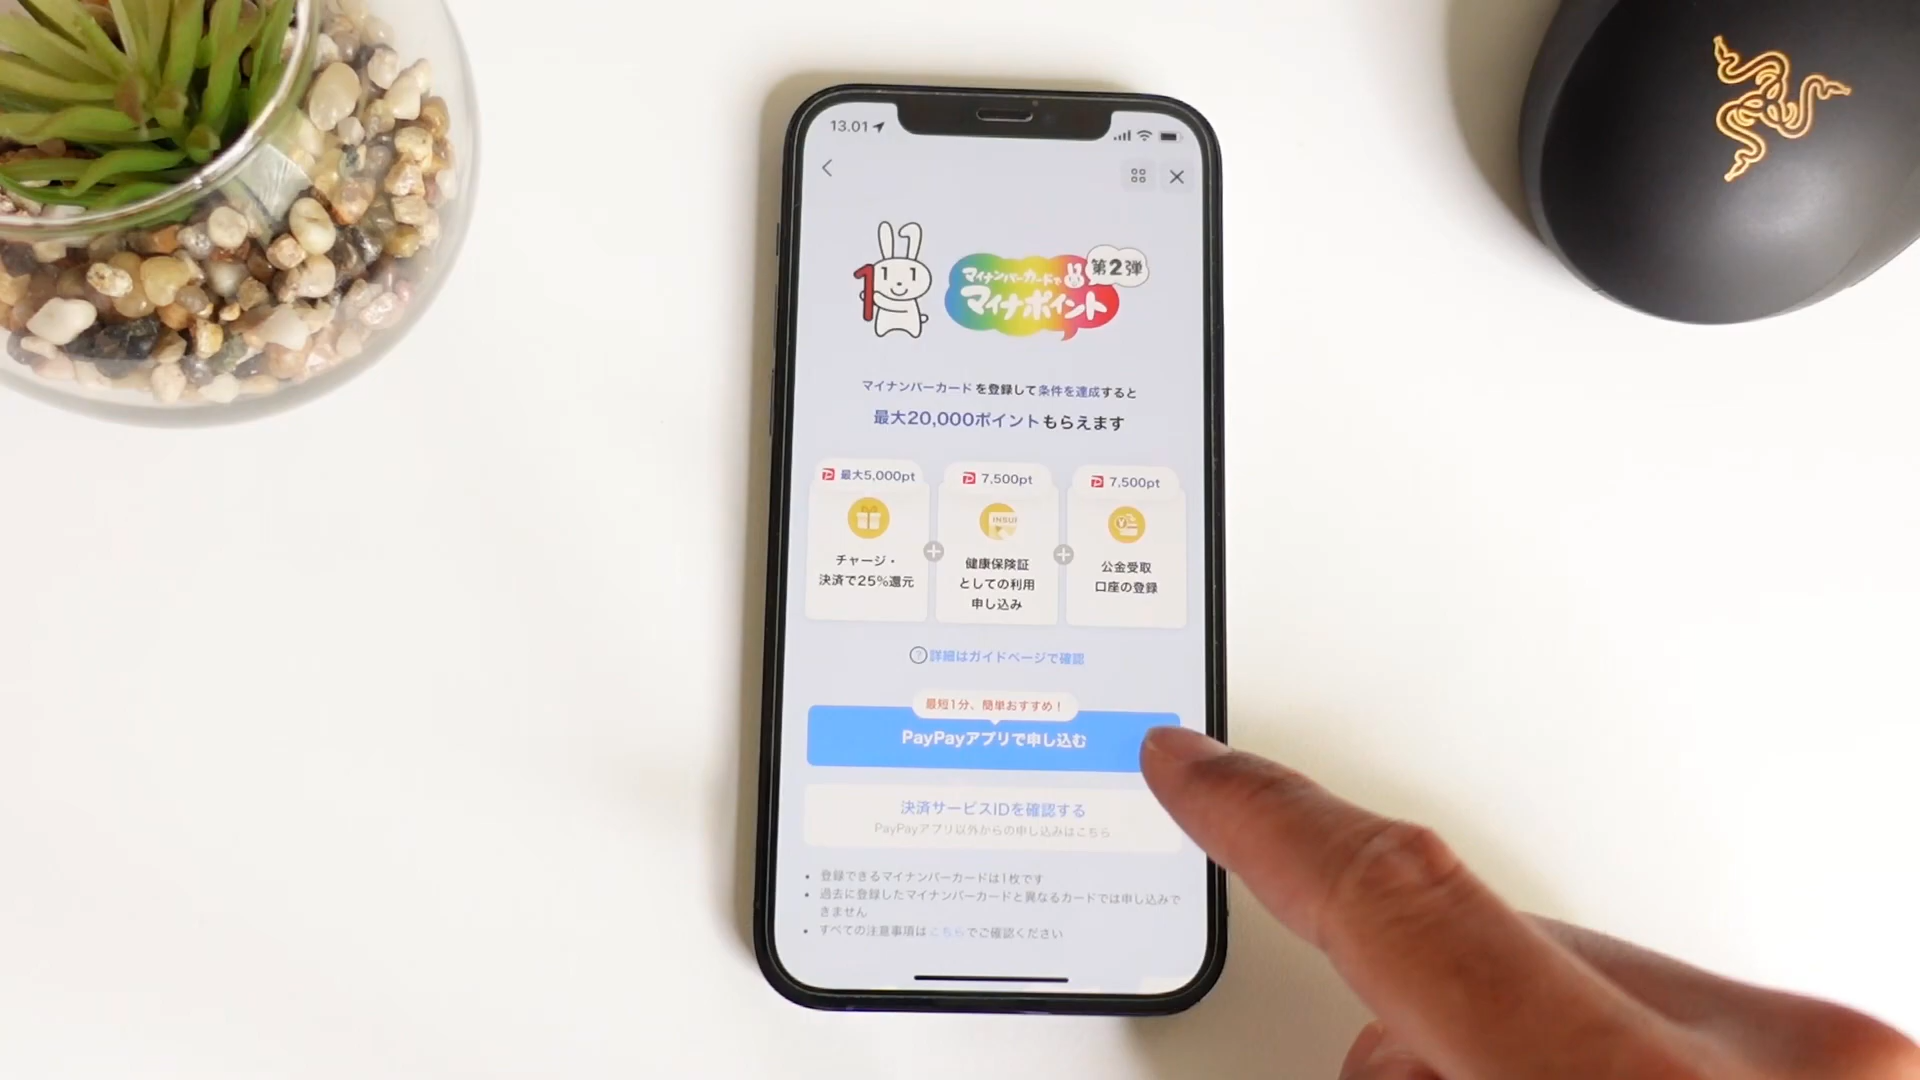 13.01
マイナンバーカードで
マイナポイント
第2弾
マイナンバーカードを登録して条件を達成すると
最大20,000ポイントもらえます
最大5,000pt
チャージ・
決済で25%還元
7,500pt
INSUR
健康保険証
としての利用
申し込み
7,500pt
公金受取
口座の登録
?詳細はガイドページで確認
最短1分、簡単おすすめ!
PayPayアプリで申し込む
決済サービスIDを確認する
PayPayアプリ以外からの申し込みはこちら
• 登録できるマイナンバーカードは1枚です
• 過去に登録したマイナンバーカードと異なるカードでは申し込みで
きません
• すべての注意事項はこちらでご確認ください